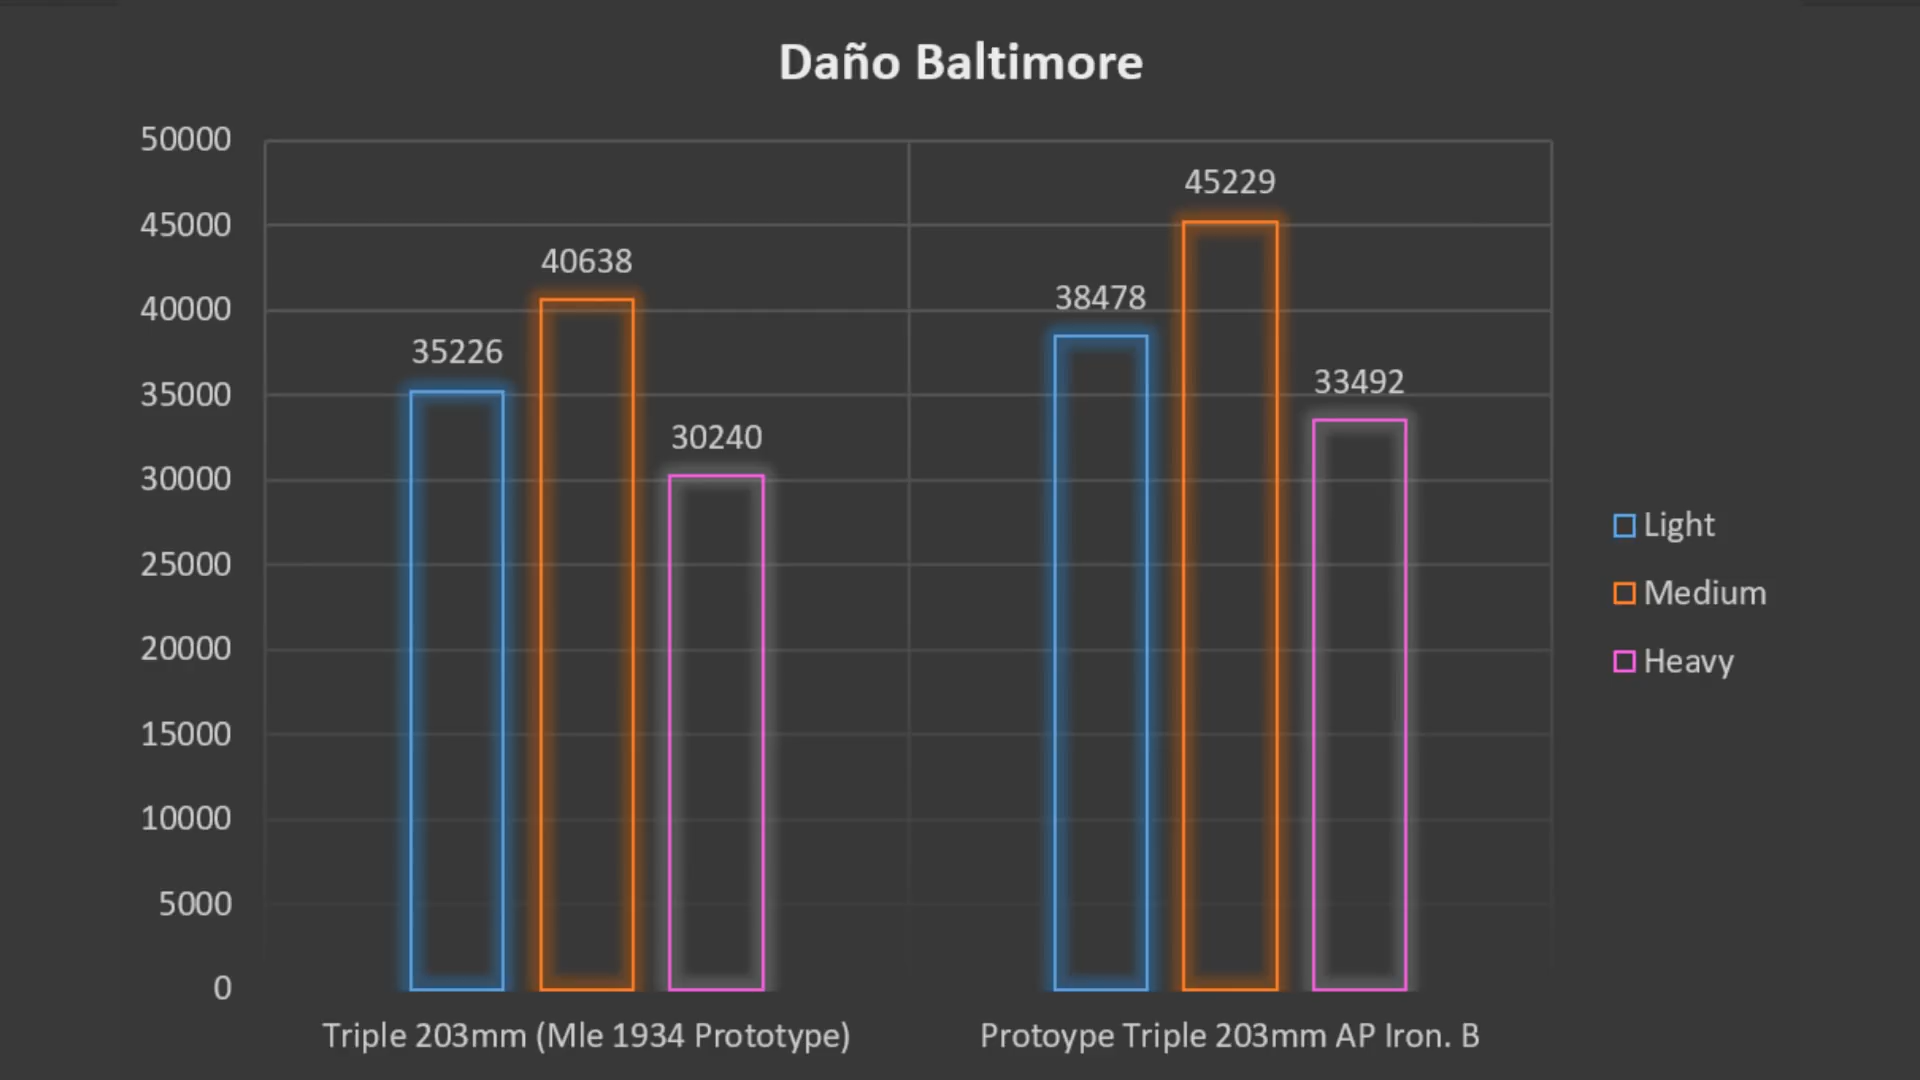 Daño Baltimore
50000
45000
40000
35000
30000
25000
20000
15000
10000
5000
0
35226
40638
30240
38478
45229
33492
Triple 203mm (Mle 1934 Prototype)
Protoype Triple 203mm AP Iron. B
Light
Medium
Heavy